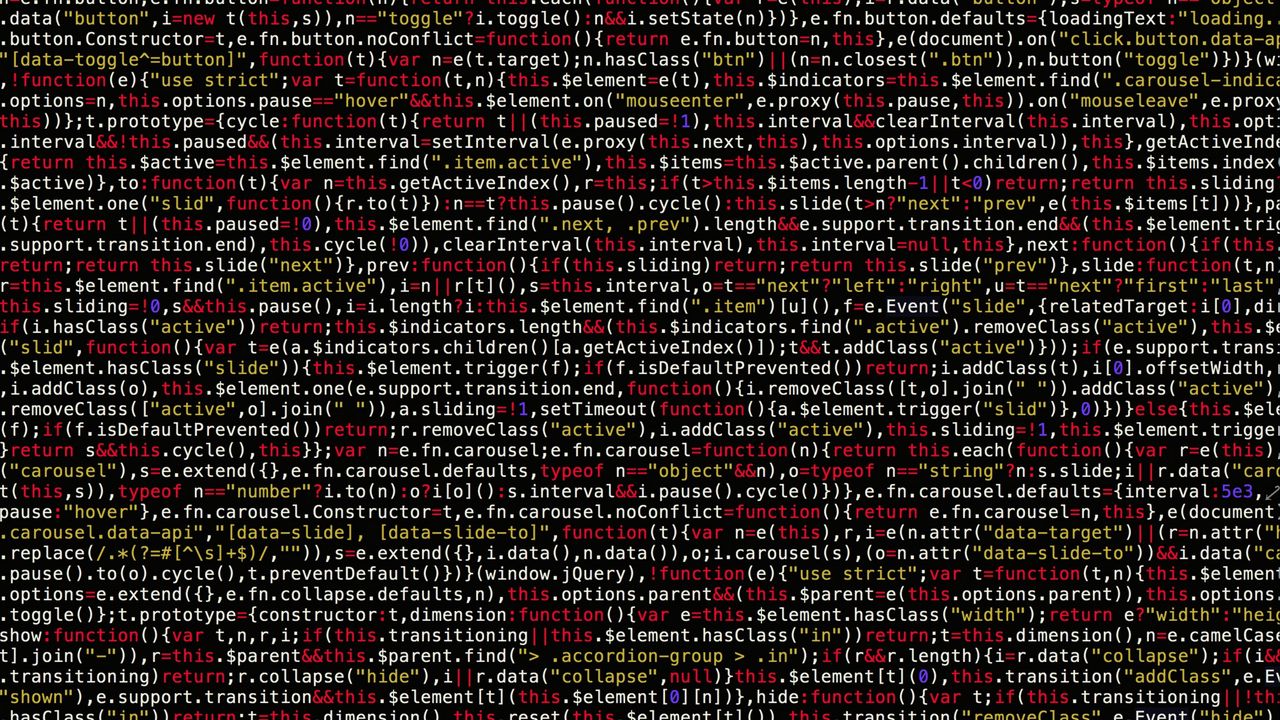 .data("button",i=new t(this,s)),n=="toggle"?i.toggle():n&&i.setState(n)})},e.fn.button.defaults={loadingText:"loading.
.button.Constructor=t,e.fn.button.noConflict=function(){return e.fn.button=n,this},e(document).on("click.button.data-ap
"[data-toggle^=button]",function(t){var n=e(t.target);n.hasClass("btn")||(n=n.closest(".btn")),n.button("toggle")})}(wi
,!function(e){"use strict";var t=function(t,n){this.$element=e(t),this.$indicators=this.$element.find(".carousel-indic
.options=n,this.options.pause=="hover"&&this.$element.on("mouseenter",e.proxy(this.pause,this)).on("mouseleave",e.proxy
this))};t.prototype={cycle:function(t){return t||(this.paused=!1),this.interval&&clearInterval(this.interval),this.opti
.interval&&!this.paused&&(this.interval=setInterval(e.proxy(this.next,this),this.options.interval)),this},getActiveInde
{return this.$active=this.$element.find(".item.active"),this.$items=this.$active.parent().children(),this.$items.index
.$active)},to:function(t){var n=this.getActiveIndex(),r=this;if(t>this.$items.length-1||t<0)return;return this.sliding?
.$element.one("slid",function(){r.to(t)}):n==t?this.pause().cycle():this.slide(t>n?"next":"prev",e(this.$items[t]))},pa
(t){return t||(this.paused=!0),this.$element.find(".next, .prev").length&&e.support.transition.end&&(this.$element.trig
.support.transition.end),this.cycle(!0)),clearInterval(this.interval),this.interval=null,this},next:function(){if(this
return;return this.slide("next")},prev:function(){if(this.sliding)return;return this.slide("prev")},slide:function(t,n)
r=this.$element.find(".item.active"),i=n||r[t](),s=this.interval,o=t=="next"?"left":"right",u=t=="next"?"first":"last",
this.sliding=!0,s&&this.pause(),i=i.length?i:this.$element.find(".item")[u](),f=e.Event("slide",{relatedTarget:i[0],di
if(i.hasClass("active"))return;this.$indicators.length&&(this.$indicators.find(".active").removeClass("active"),this.$e
("slid",function(){var t=e(a.$indicators.children()[a.getActiveIndex()]);t&&t.addClass("active")}));if(e.support.transi
.$element.hasClass("slide")){this.$element.trigger(f);if(f.isDefaultPrevented())return;i.addClass(t),i[0].offsetWidth,r
,i.addClass(o),this.$element.one(e.support.transition.end,function(){i.removeClass([t,o].join(" ")).addClass("active")
.removeClass(["active",o].join(" ")),a.sliding=!1,setTimeout(function(){a.$element.trigger("slid")},0)})}else{this.$ele
(f);if(f.isDefaultPrevented())return;r.removeClass("active"),i.addClass("active"),this.sliding=!1,this.$element.trigger
}return s&&this.cycle(),this}};var n=e.fn.carousel;e.fn.carousel=function(n){return this.each(function(){var r=e(this)
("carousel"),s=e.extend({},e.fn.carousel.defaults,typeof n=="object"&&n),o=typeof n=="string"?n:s.slide;i||r.data("caro
t(this,s)),typeof n=="number"?i.to(n):o?i[o]():s.interval&&i.pause().cycle()})},e.fn.carousel.defaults={interval:5e3,
pause:"hover"},e.fn.carousel.Constructor=t,e.fn.carousel.noConflict=function(){return e.fn.carousel=n,this},e(document
.carousel.data-api","[data-slide], [data-slide-to]",function(t){var n=e(this),r,i=e(n.attr("data-target")||(r=n.attr
.replace(/.*(?=#[^\s]+$)/,"")),s=e.extend({},i.data(),n.data()),o;i.carousel(s),(o=n.attr("data-slide-to"))&&i.data("ca
.pause().to(o).cycle(),t.preventDefault()})}(window.jQuery),!function(e){"use strict";var t=function(t,n){this.$element
.options=e.extend({},e.fn.collapse.defaults,n),this.options.parent&&(this.$parent=e(this.options.parent)),this.options
.toggle()};t.prototype={constructor:t,dimension:function(){var e=this.$element.hasClass("width");return e?"width":"heig
show:function(){var t,n,r,i;if(this.transitioning||this.$element.hasClass("in"))return;t=this.dimension(),n=e.camelCase
t].join("-")),r=this.$parent&&this.$parent.find("> .accordion-group > .in");if(r&&r.length){i=r.data("collapse");if(i&&
.transitioning)return;r.collapse("hide"),i||r.data("collapse",null)}this.$element[t](0),this.transition("addClass",e.Ev
"shown"),e.support.transition&&this.$element[t](this.$element[0][n])},hide:function(){var t;if(this.transitioning||!th
.hasClass("in"))return;t=this.dimension(),this.reset(this.$element[t]()),this.transition("removeClass",e.Event("hide")